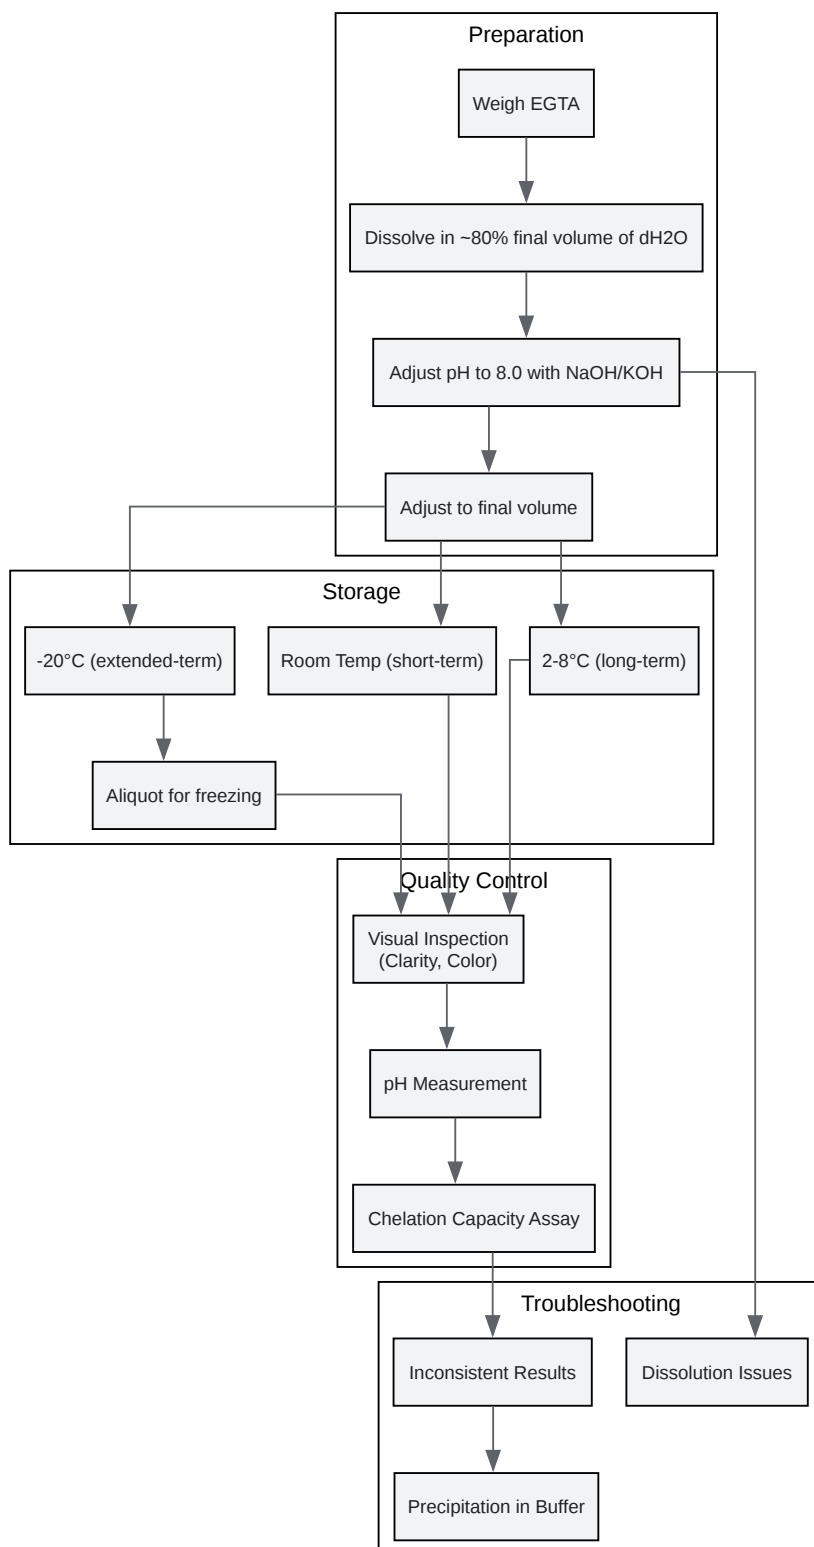 Preparation
Weigh EGTA
Dissolve in ~80% final volume of dH2O
Adjust pH to 8.0 with NaOH/KOH
Adjust to final volume
Storage
-20°C (extended-term)
Room Temp (short-term)
2-8°C (long-term)
Aliquot for freezing
Quality Control
Visual Inspection
(Clarity, Color)
pH Measurement
Chelation Capacity Assay
Troubleshooting
Inconsistent Results
Dissolution Issues
Precipitation in Buffer